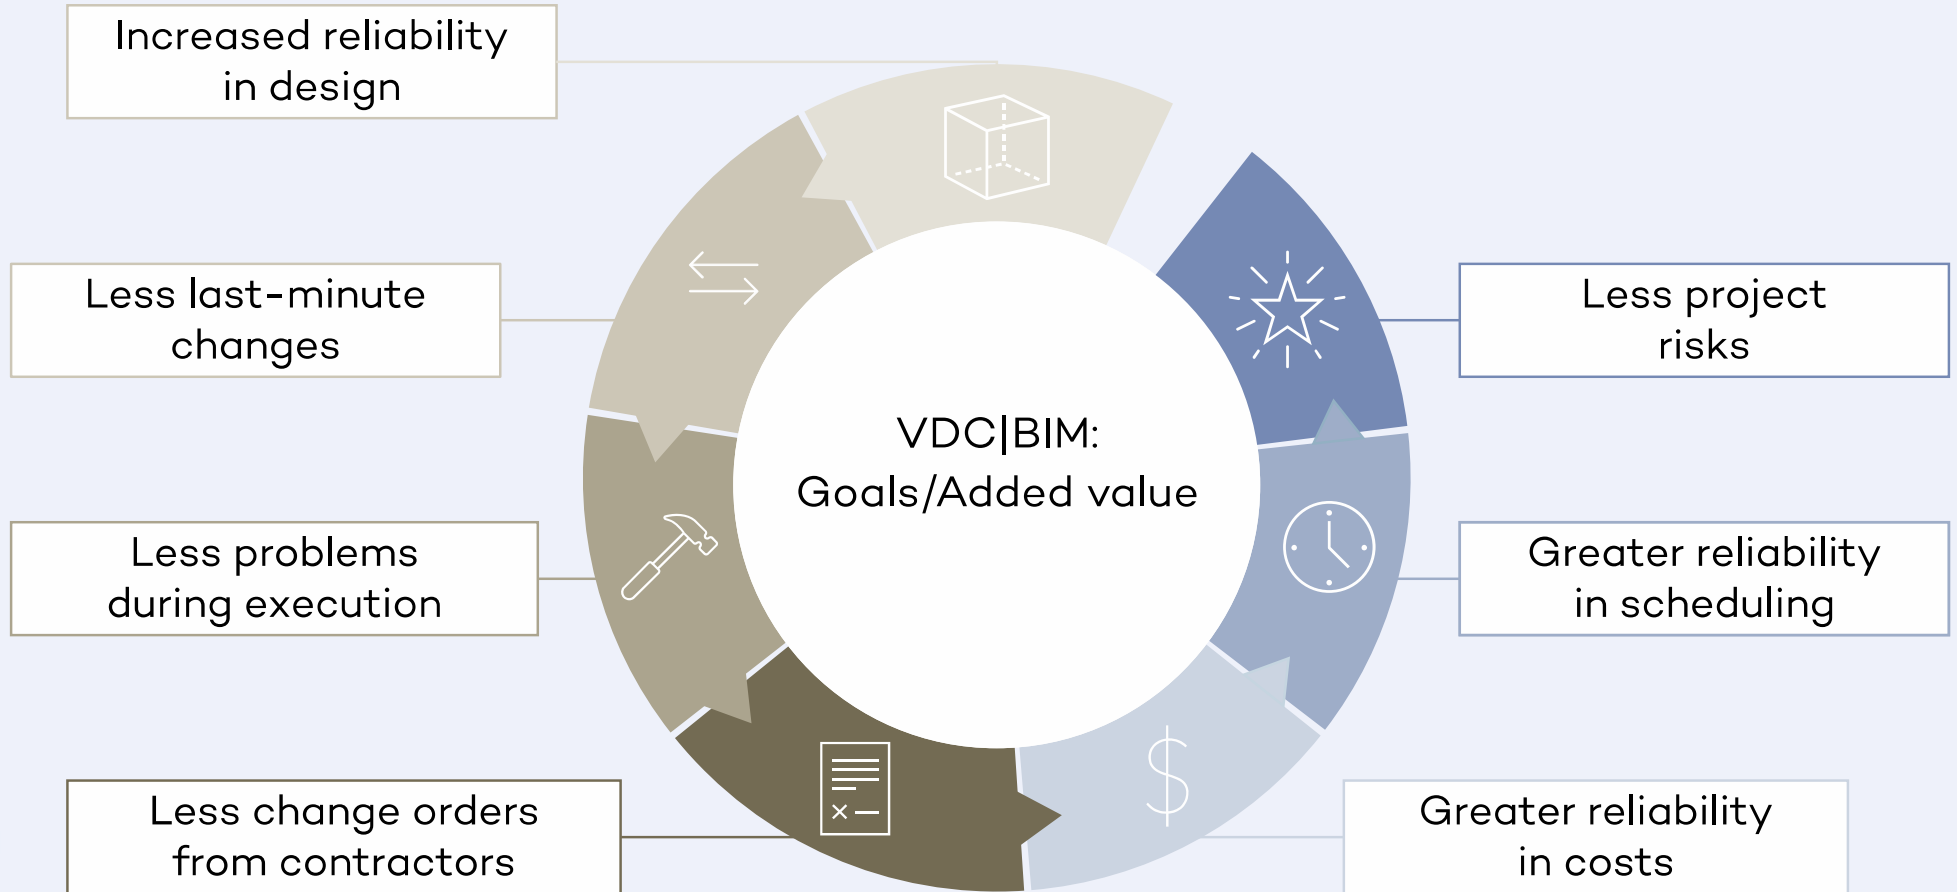 Increased reliability
in design
Less last-minute
changes
Less problems
during execution
Less change orders
from contractors
VDC|BIM:
Goals/Added value
Less project
risks
Greater reliability
in scheduling
Greater reliability
in costs